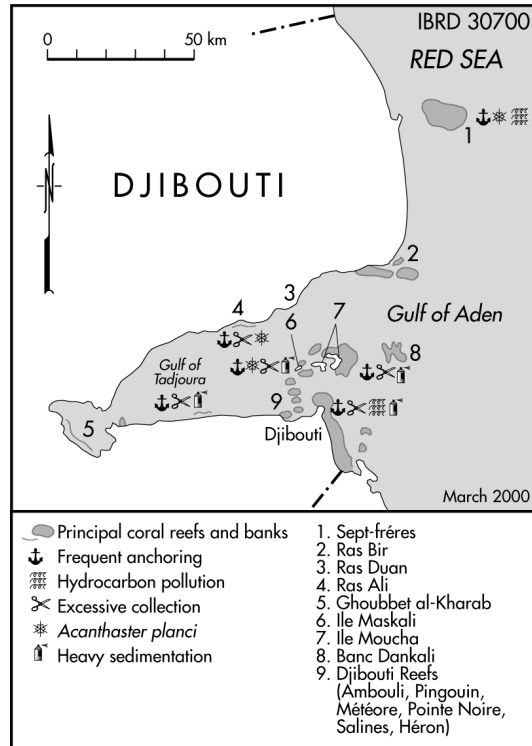 IBRD 30700
0
50 km
RED SEA
1
N
DJIBOUTI
2
3
4
6
7
Gulf of Aden
8
Gulf of
Tadjoura
9
5
Djibouti
March 2000
Principal coral reefs and banks
Frequent anchoring
Hydrocarbon pollution
Excessive collection
Acanthaster planci
Heavy sedimentation
1. Sept-fréres
2. Ras Bir
3. Ras Duan
4. Ras Ali
5. Ghoubbet al-Kharab
6. Ile Maskali
7. Ile Moucha
8. Banc Dankali
9. Djibouti Reefs
(Ambouli, Pingouin,
Météore, Pointe Noire,
Salines, Héron)